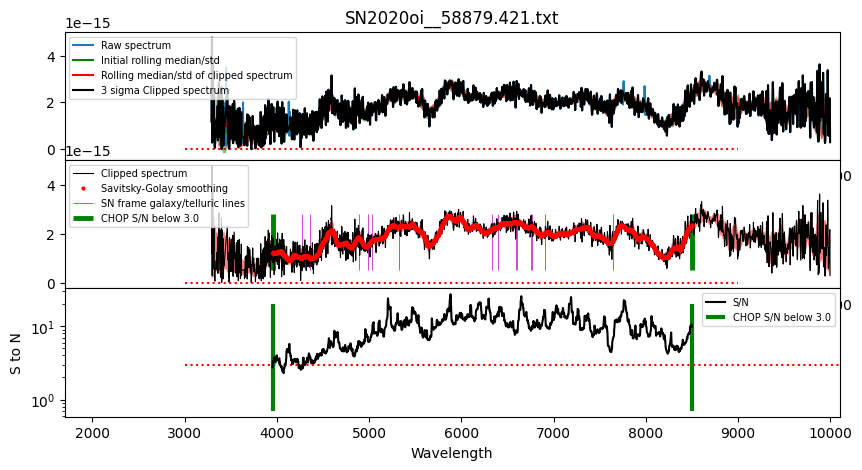 SN2020oi__58879.421.txt
1e−15
Raw spectrum
Initial rolling median/std
Rolling median/std of clipped spectrum
3 sigma Clipped spectrum
4
2
0
1e−15
00
Clipped spectrum
Savitsky-Golay smoothing
SN frame galaxy/telluric lines
CHOP S/N below 3.0
4
2
0
00
S/N
CHOP S/N below 3.0
S to N
10¹
10⁰
2000 3000 4000 5000 6000 7000 8000 9000 10000
Wavelength